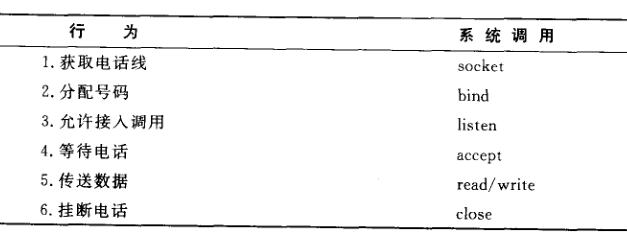 行 为 系 统 调 用
1.获取电话线 socket
2.分配号码 bind
3.允许接入调用 listen
4.等待电话 accept
5.传送数据 read/write
6.挂断电话 close